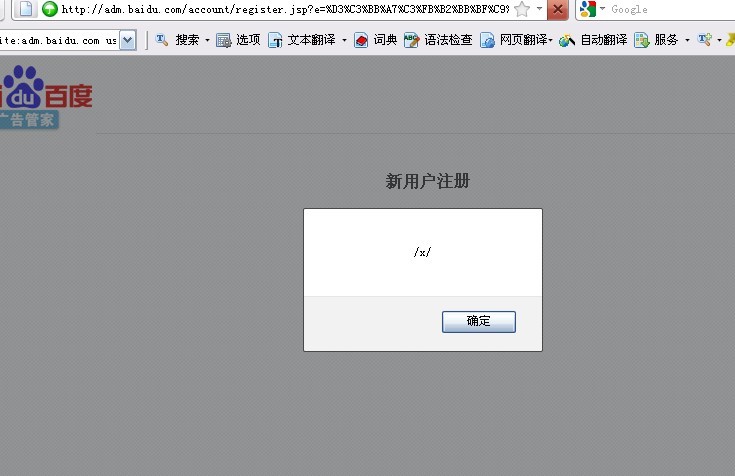 http://adm.baidu.com/account/register.jsp?e=%D3%C3%BB%A7%C3%FB%B2%BB%BF%C9%
Google
ite:adm.baidu.com us
搜索 选项 文本翻译 词典 语法检查 网页翻译 自动翻译 服务
du百度
广告管家
新用户注册
/x/
确定